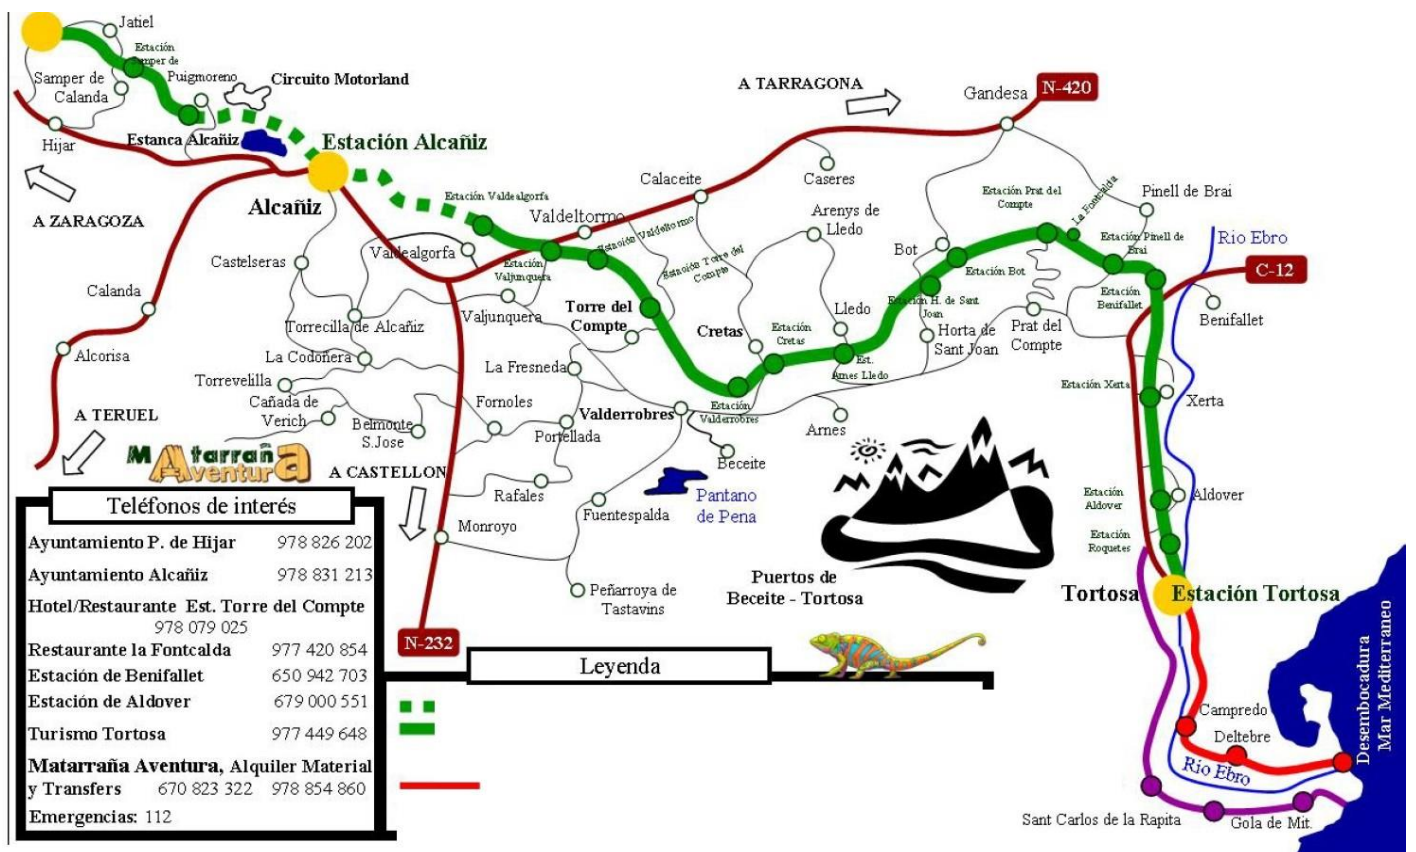 Jatiel
Estación
Samper de
Puigmoreno
Samper de
Calanda
Circuito Motorland
Hijar
Estanca Alcañiz
Estación Alcañiz
A ZARAGOZA
Alcañiz
A TARRAGONA
Gandesa
N-420
Calaceite
Caseres
Estación Valdealgorfa
Valdeltormo
Estación Valdeltormo
Valdealgorfa
Estación
Valjunquera
Estación Torre del
Compte
Arenys de
Lledo
Estación Prat del
Compte
La Fontcalda
Pinell de Brai
Estación Pinell de
Brai
Rio Ebro
Bot
Estación Bot
C-12
Castelseras
Calanda
Valjunquera
Torre del
Compte
Cretas
Estación
Cretas
Lledo
Estación H. de Sant
Joan
Horta de
Sant Joan
Prat del
Compte
Estación
Benifallet
Benifallet
Torrecilla de Alcañiz
Alcorisa
La Codoñera
Torrevelilla
La Fresneda
Est.
Arnes Lledo
Estación Xerta
Xerta
Cañada de
Verich
Belmonte
S.Jose
Fornoles
Portellada
Valderrobres
Estación
Valderrobres
Arnes
A TERUEL
Matarraña
Aventura
A CASTELLON
Rafales
Beceite
Pantano
de Pena
Fuentespalda
Monroyo
Peñarroya de
Tastavins
Puertos de
Beceite - Tortosa
Estación
Aldover
Aldover
Estación
Roquetes
Tortosa
Estación Tortosa
N-232
Teléfonos de interés
Ayuntamiento P. de Hijar 978 826 202
Ayuntamiento Alcañiz 978 831 213
Hotel/Restaurante Est. Torre del Compte
978 079 025
Restaurante la Fontcalda 977 420 854
Estación de Benifallet 650 942 703
Estación de Aldover 679 000 551
Turismo Tortosa 977 449 648
Matarraña Aventura, Alquiler Material
y Transfers 670 823 322 978 854 860
Emergencias: 112
Leyenda
Campredo
Deltebre
Rio Ebro
Sant Carlos de la Rapita
Gola de Mit.
Desembocadura
Mar Mediterraneo